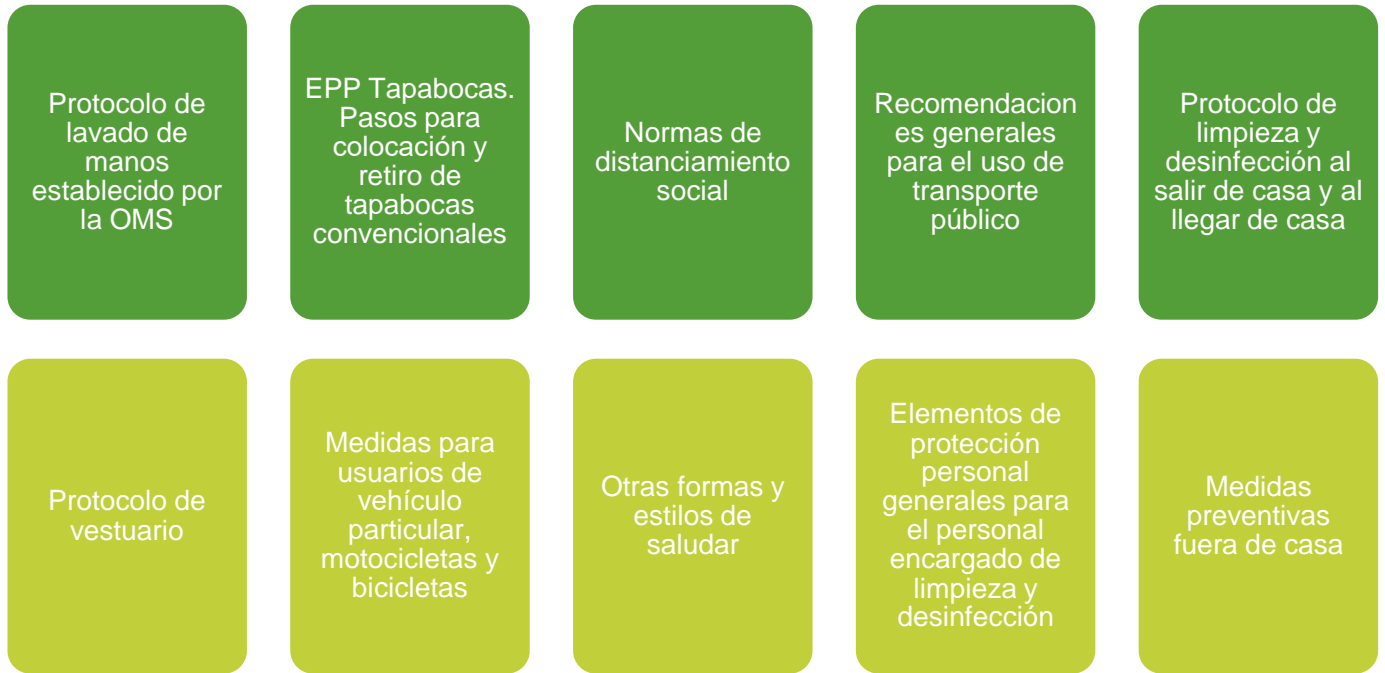 Protocolo de
lavado de
manos
establecido por
la OMS
EPP Tapabocas.
Pasos para
colocación y
retiro de
tapabocas
convencionales
Normas de
distanciamiento
social
Recomendacion
es generales
para el uso de
transporte
público
Protocolo de
limpieza y
desinfección al
salir de casa y al
llegar de casa
Protocolo de
vestuario
Medidas para
usuarios de
vehículo
particular,
motocicletas y
bicicletas
Otras formas y
estilos de
saludar
Elementos de
protección
personal
generales para
el personal
encargado de
limpieza y
desinfección
Medidas
preventivas
fuera de casa